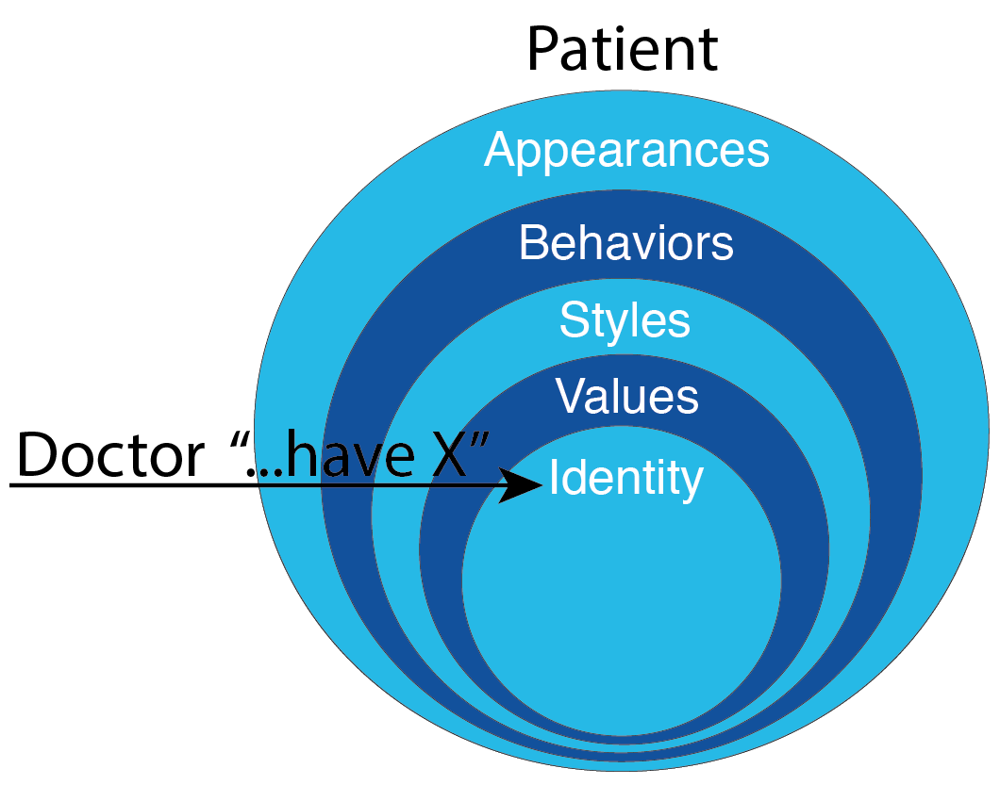 Patient
Appearances
Behaviors
Styles
Values
Doctor “...have X”
Identity